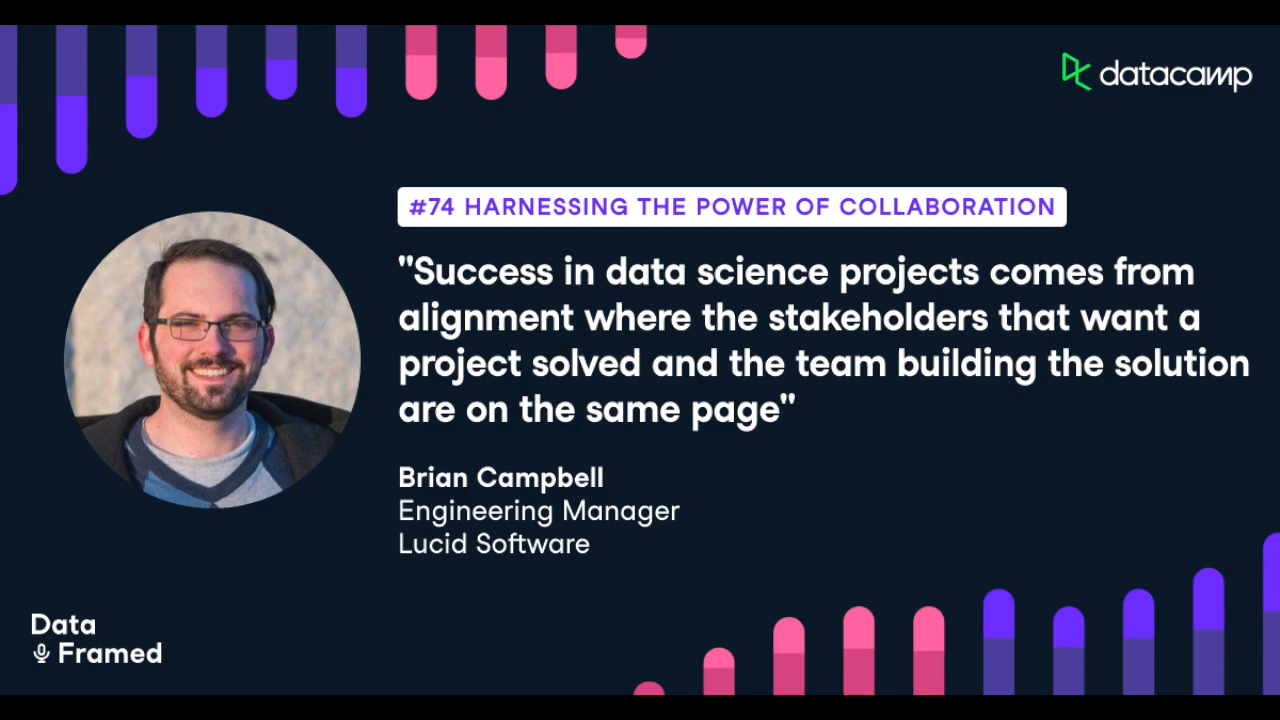 datacamp
#74 HARNESSING THE POWER OF COLLABORATION
"Success in data science projects comes from
alignment where the stakeholders that want a
project solved and the team building the solution
are on the same page"
Brian Campbell
Engineering Manager
Lucid Software
Data
Framed